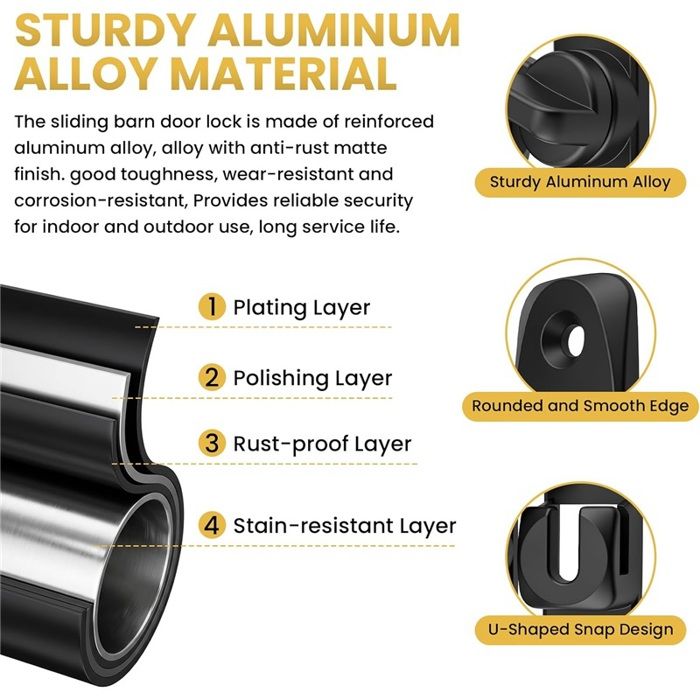 STURDY ALUMINUM
ALLOY MATERIAL
The sliding barn door lock is made of reinforced
aluminum alloy, alloy with anti-rust matte
finish. good toughness, wear-resistant and
corrosion-resistant, Provides reliable security
for indoor and outdoor use, long service life.
Sturdy Aluminum Alloy
1 Plating Layer
2 Polishing Layer
Rounded and Smooth Edge
3 Rust-proof Layer
4 Stain-resistant Layer
U-Shaped Snap Design